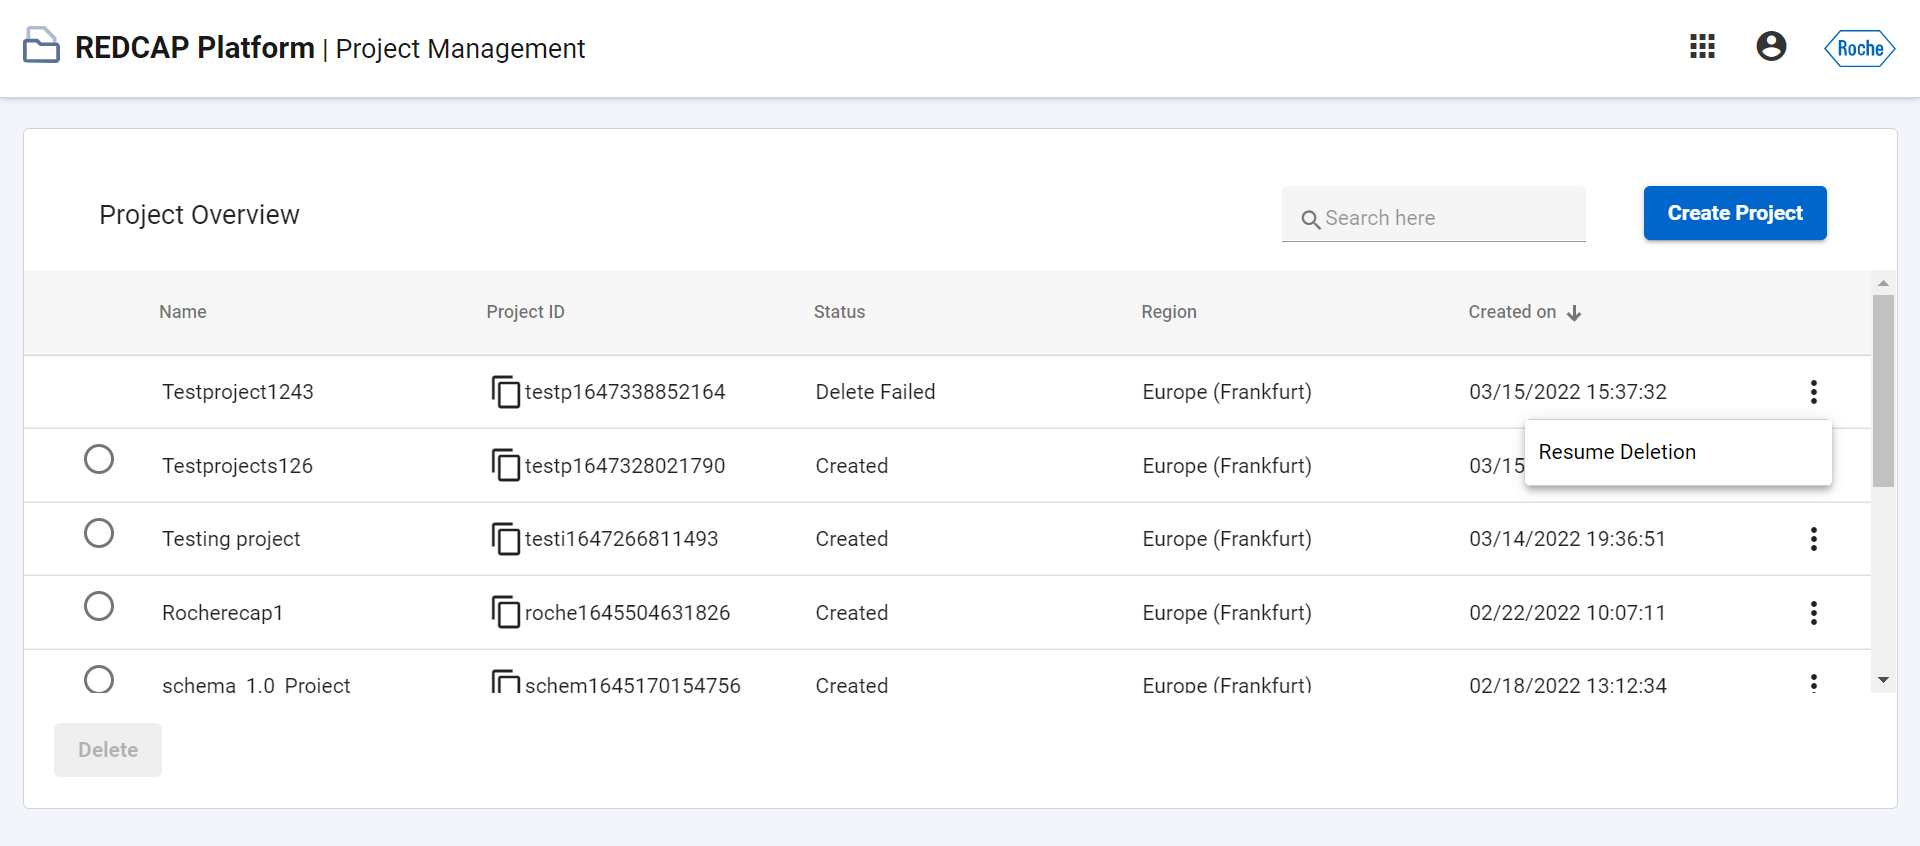 REDCAP Platform | Project Management
Roche
Project Overview
Search here
Create Project
Name Project ID Status Region Created on
Testproject1243 testp1647338852164 Delete Failed Europe (Frankfurt) 03/15/2022 15:37:32
Resume Deletion
Testprojects126 testp1647328021790 Created Europe (Frankfurt) 03/15
Testing project testi1647266811493 Created Europe (Frankfurt) 03/14/2022 19:36:51
Rocherecap1 roche1645504631826 Created Europe (Frankfurt) 02/22/2022 10:07:11
schema_1.0_Project schem1645170154756 Created Europe (Frankfurt) 02/18/2022 13:12:34
Delete